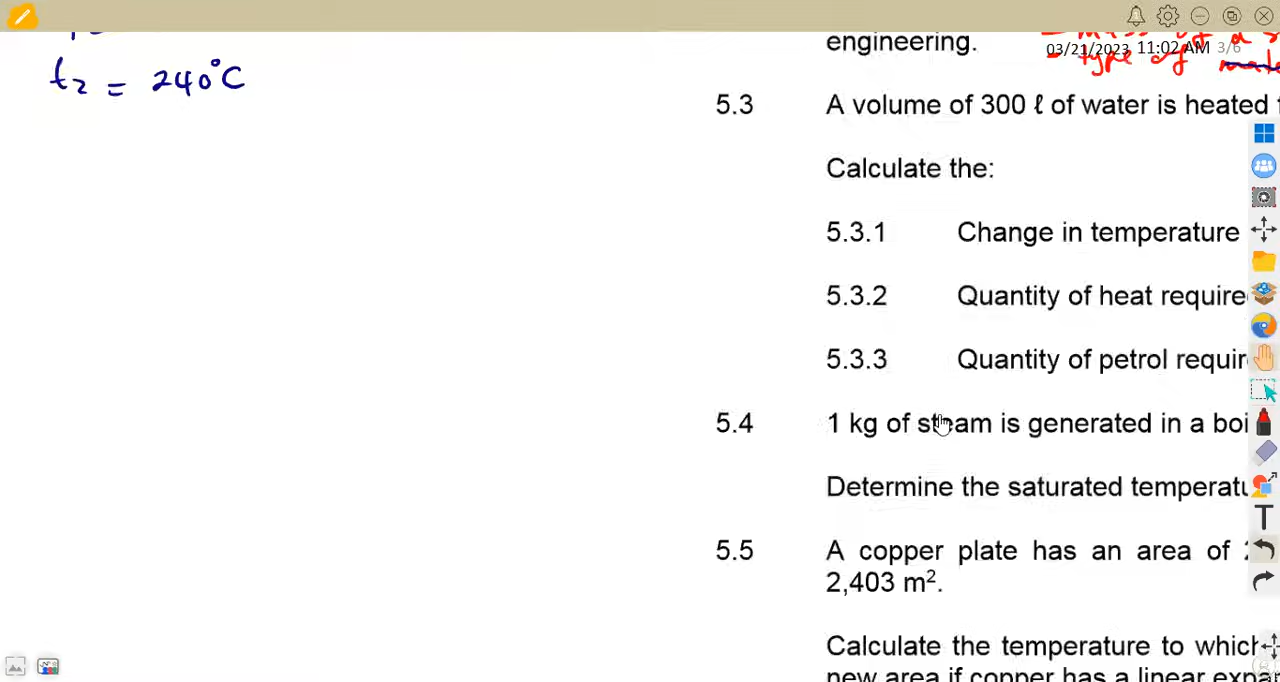 t₂ = 240°C
engineering.
03/21/2023 11:02 AM 3/6
- type of
5.3 A volume of 300 ℓ of water is heated
Calculate the:
5.3.1 Change in temperature
5.3.2 Quantity of heat require
5.3.3 Quantity of petrol requir
5.4 1 kg of steam is generated in a boi
Determine the saturated temperatu
5.5 A copper plate has an area of
2,403 m².
Calculate the temperature to which
new area if copper has a linear expa
T